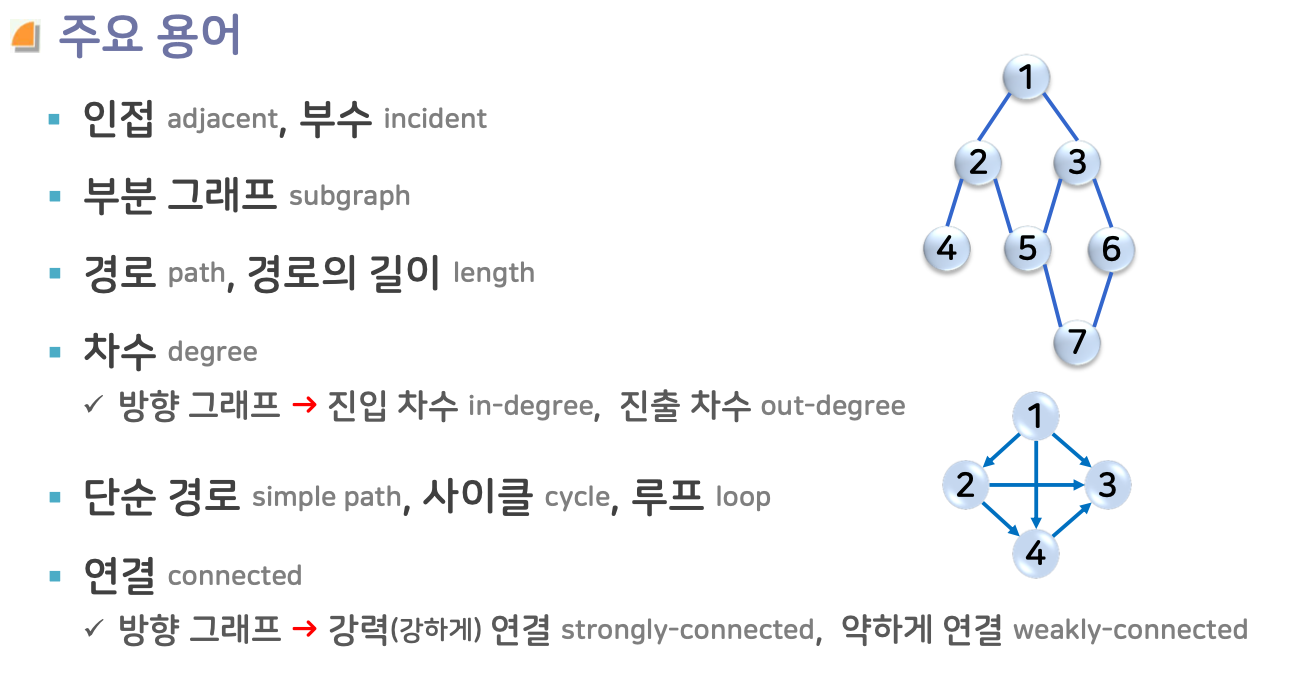 주요 용어
인접 adjacent, 부수 incident
부분 그래프 subgraph
경로 path, 경로의 길이 length
차수 degree
✓ 방향 그래프 → 진입 차수 in-degree, 진출 차수 out-degree
단순 경로 simple path, 사이클 cycle, 루프 loop
연결 connected
✓ 방향 그래프 → 강력(강하게) 연결 strongly-connected, 약하게 연결 weakly-connected
1
2 3
4 5 6
7
1
2 3
4